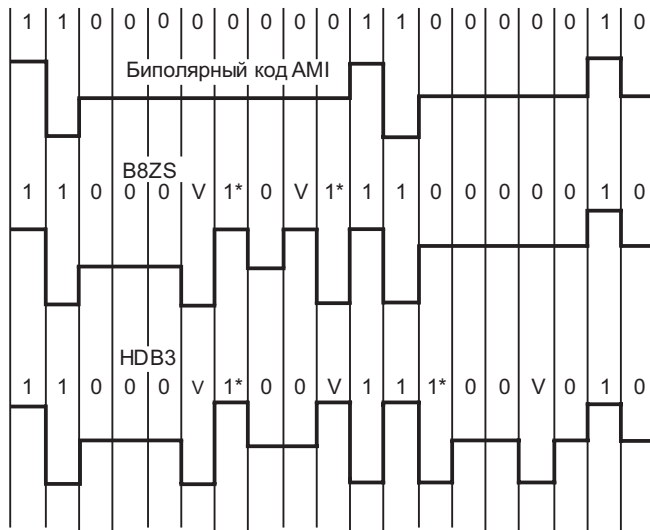 1 1 0 0 0 0 0 0 0 0 1 1 0 0 0 0 0 1 0
Биполярный код AMI
B8ZS
1 1 0 0 0 V 1* 0 V 1* 1 1 0 0 0 0 0 1 0
HDB3
1 1 0 0 0 V 1* 0 0 V 1 1 1* 0 0 V 0 1 0